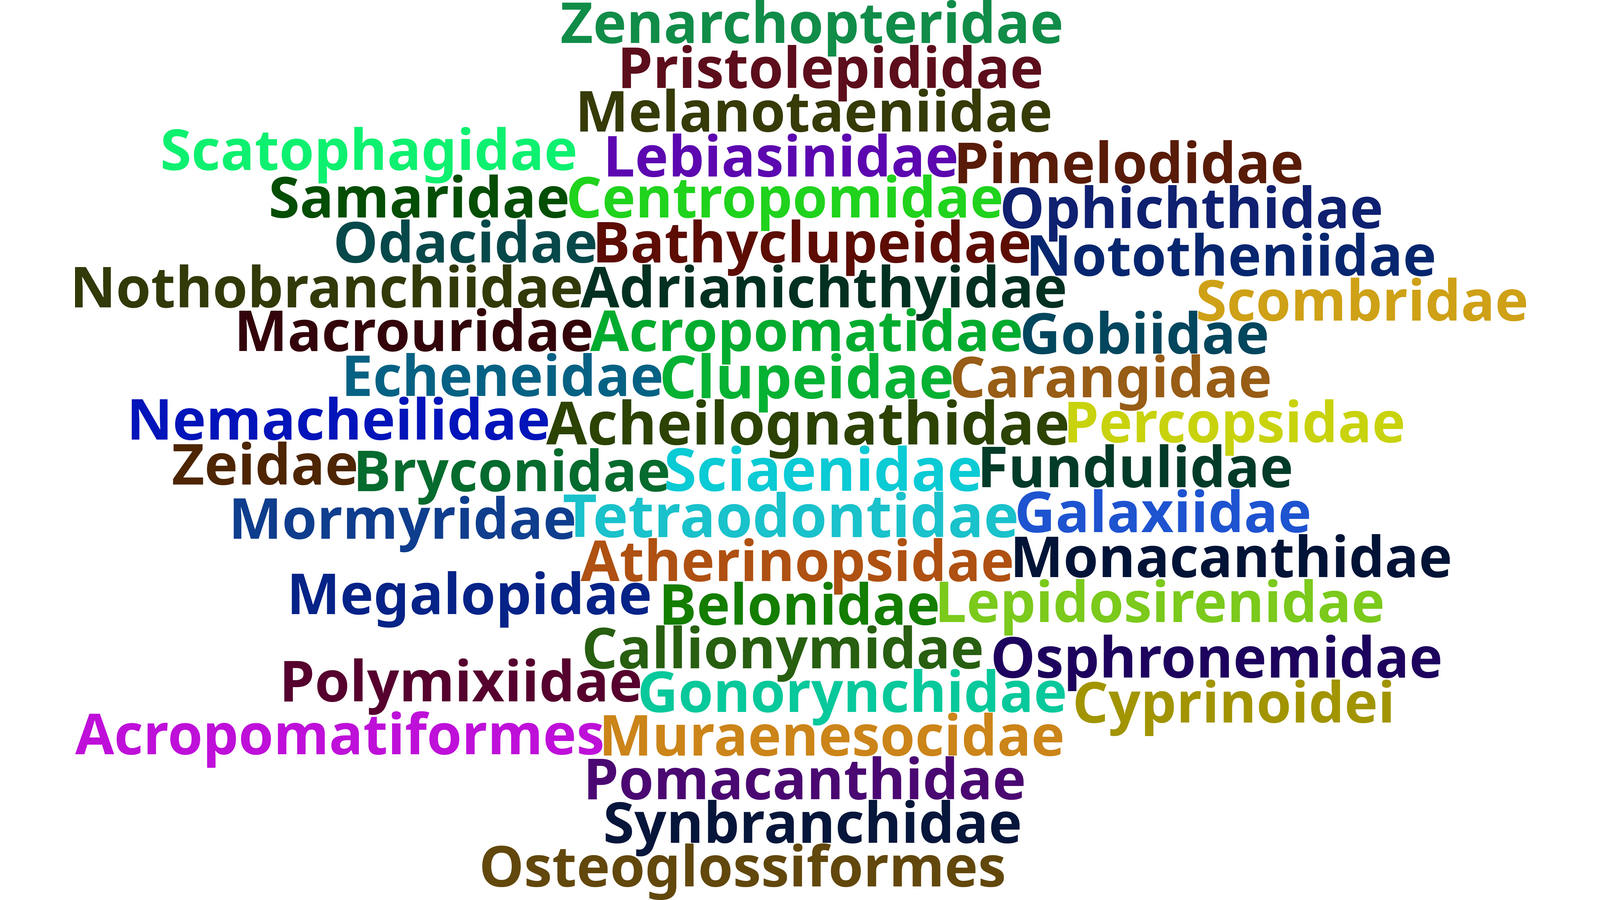 Zenarchopteridae
Pristolepididae
Melanotaeniidae
Scatophagidae Lebiasinidae Pimelodidae
Samaridae Centropomidae Ophichthidae
Odacidae Bathyclupeidae Nototheniidae
Nothobranchiidae Adrianichthyidae Scombridae
Macrouridae Acropomatidae Gobiidae
Echeneidae Clupeidae Carangidae
Nemacheilidae Acheilognathidae Percopsidae
Zeidae Bryconidae Sciaenidae Fundulidae
Mormyridae Tetraodontidae Galaxiidae
Atherinopsidae Monacanthidae
Megalopidae Belonidae Lepidosirenidae
Callionymidae Osphronemidae
Polymixiidae Gonorynchidae Cyprinoidei
Acropomatiformes Muraenesocidae
Pomacanthidae
Synbranchidae
Osteoglossiformes